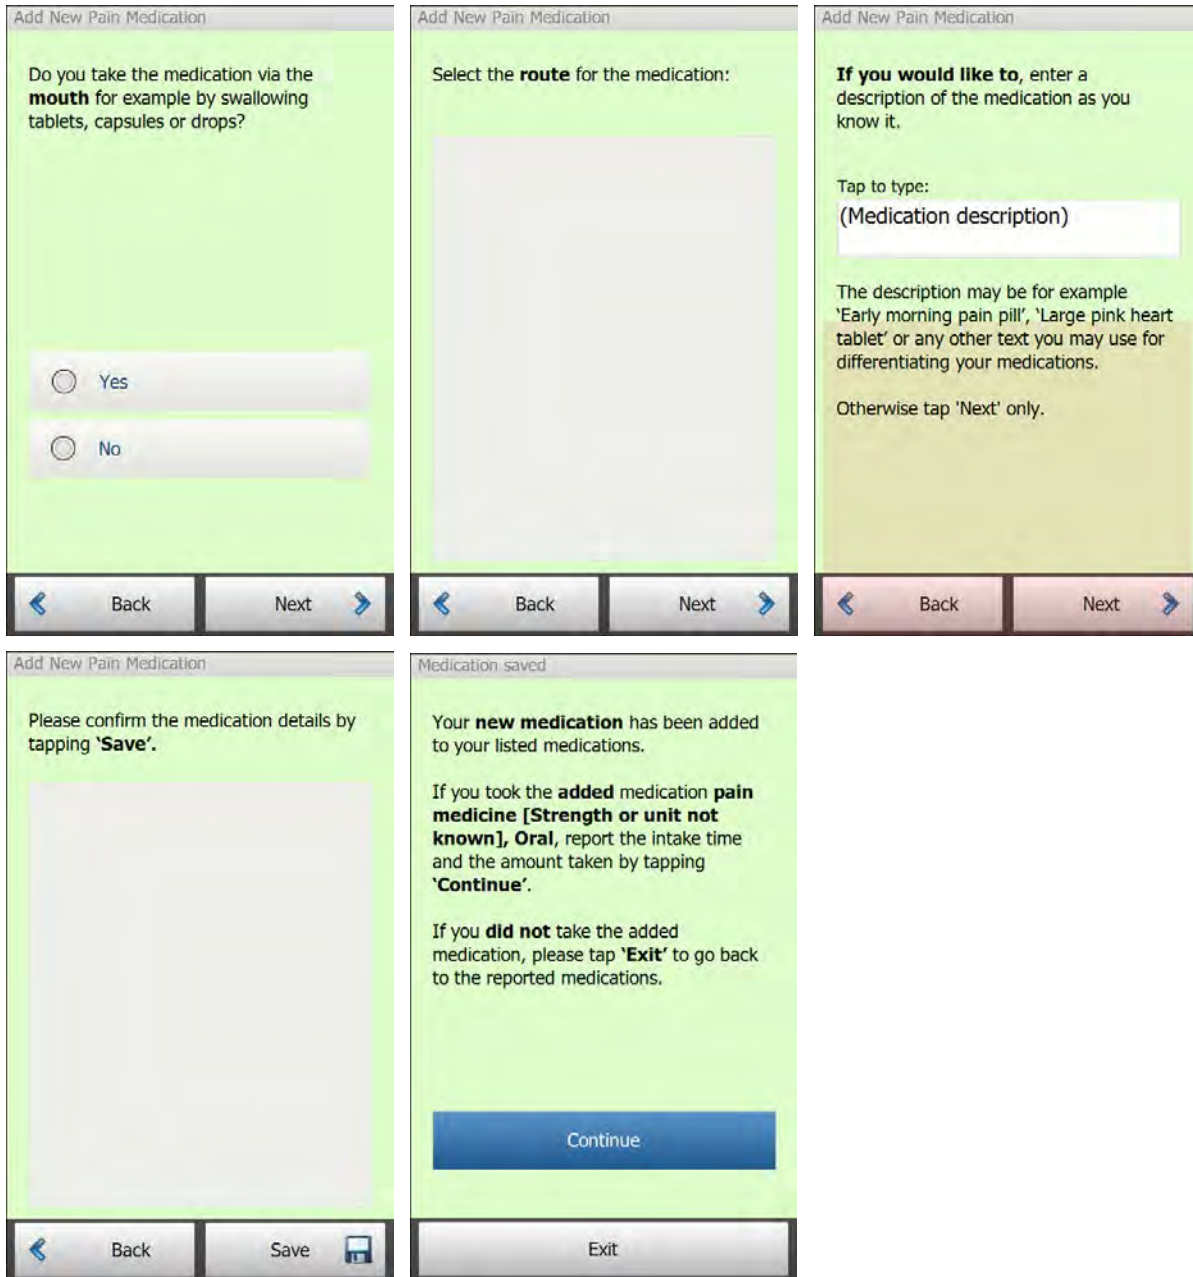 Add New Pain Medication
Do you take the medication via the
mouth for example by swallowing
tablets, capsules or drops?
Yes
No
Back
Next
Add New Pain Medication
Select the route for the medication:
Back
Next
Add New Pain Medication
If you would like to, enter a
description of the medication as you
know it.
Tap to type:
(Medication description)
The description may be for example
‘Early morning pain pill’, ‘Large pink heart
tablet’ or any other text you may use for
differentiating your medications.
Otherwise tap 'Next' only.
Back
Next
Add New Pain Medication
Please confirm the medication details by
tapping ‘Save’.
Back
Save
Medication saved
Your new medication has been added
to your listed medications.
If you took the added medication pain
medicine [Strength or unit not
known], Oral, report the intake time
and the amount taken by tapping
‘Continue’.
If you did not take the added
medication, please tap ‘Exit’ to go back
to the reported medications.
Continue
Exit